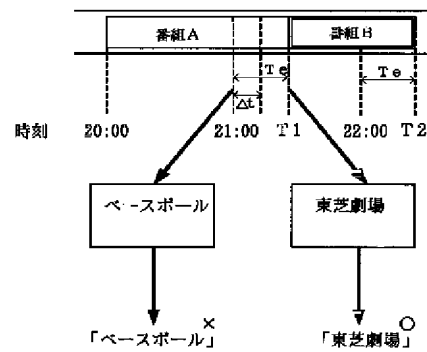 番組A 番組B
Te Te
Δt
時刻 20:00 21:00 T1 22:00 T2
ベースボール 東芝劇場
× ○
「ベースボール」 「東芝劇場」